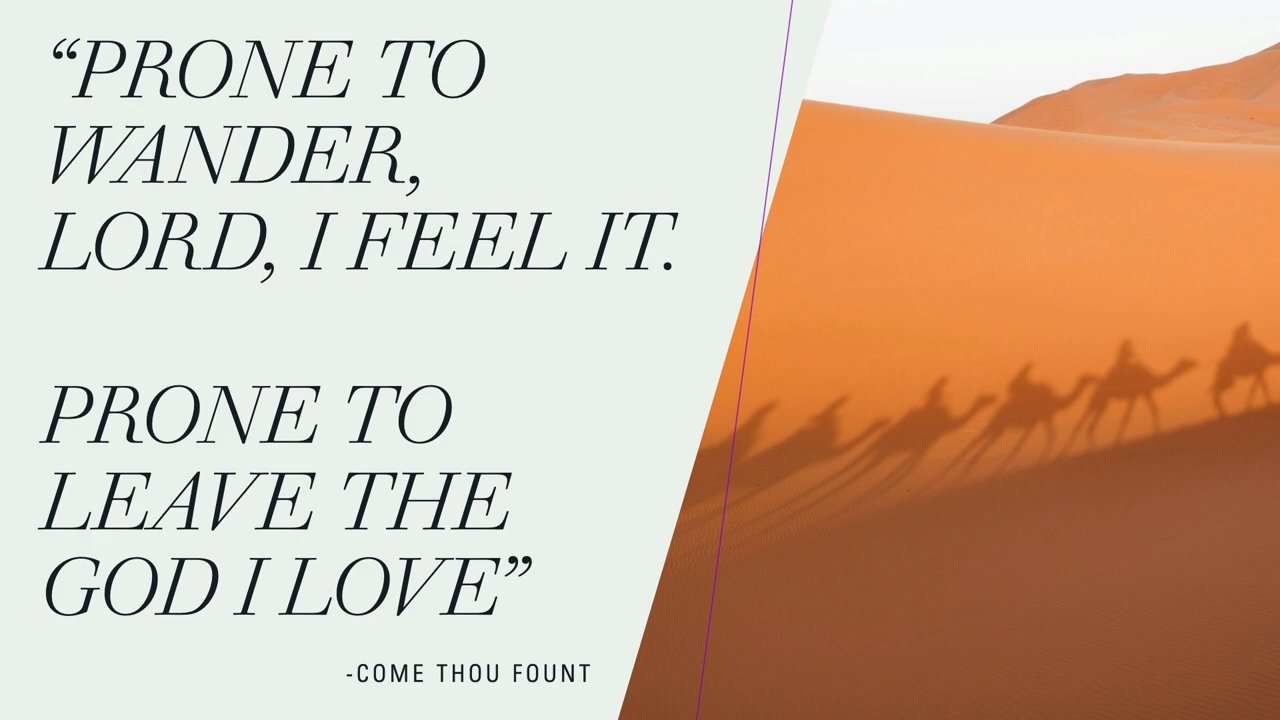 “PRONE TO
WANDER,
LORD, I FEEL IT.
PRONE TO
LEAVE THE
GOD I LOVE”
-COME THOU FOUNT